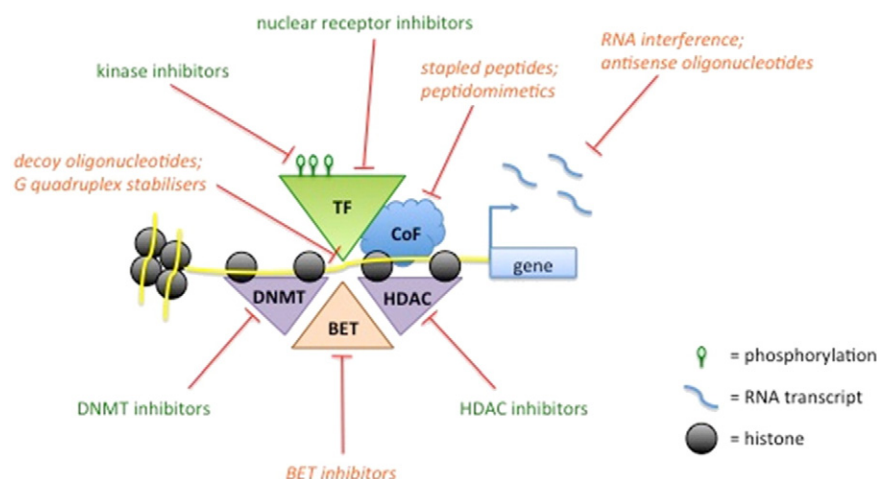 nuclear receptor inhibitors
RNA interference;
antisense oligonucleotides
kinase inhibitors
stapled peptides;
peptidomimetics
decoy oligonucleotides;
G quadruplex stabilisers
TF
CoF
gene
DNMT
HDAC
BET
= phosphorylation
= RNA transcript
= histone
DNMT inhibitors
HDAC inhibitors
BET inhibitors